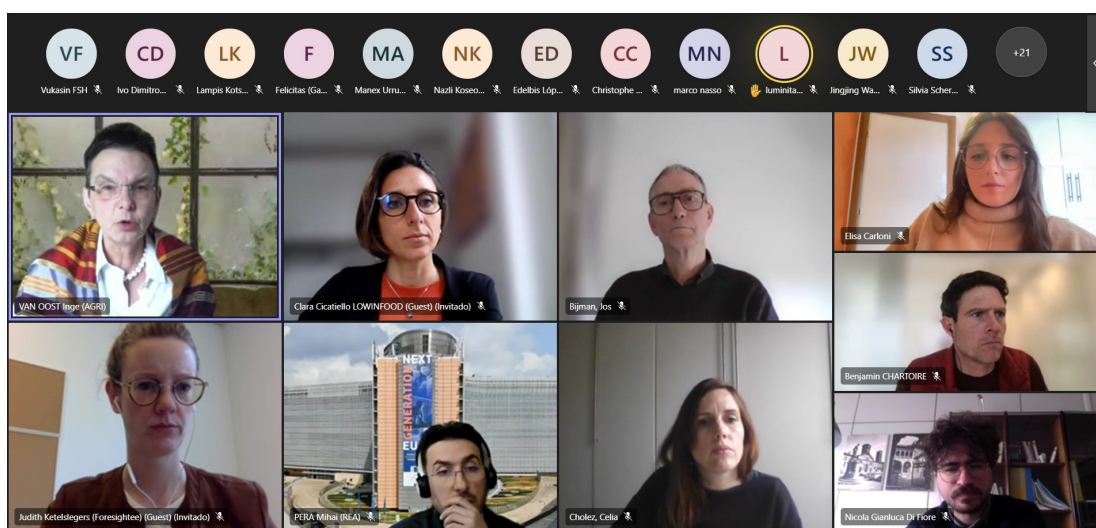 VF
CD
LK
F
MA
NK
ED
CC
MN
L
JW
SS
+21
Vukasin FSH
Ivo Dimitro...
Lampis Kots...
Felicitas (Ga...
Manex Urru...
Nazli Koseo...
Edelbis Lóp...
Christophe ...
marco nasso
luminita...
Jingjing Wa...
Silvia Scher...
VAN OOST Inge (AGRI)
Clara Cicatiello LOWINFOOD (Guest) (Invitado)
Bijman, Jos
Elisa Carloni
Benjamin CHARTOIRE
NEXT
GENERATION
EU
Judith Ketelslegers (Foresightee) (Guest) (Invitado)
PERA Mihai (REA)
Cholez, Celia
Nicola Gianluca Di Fiore